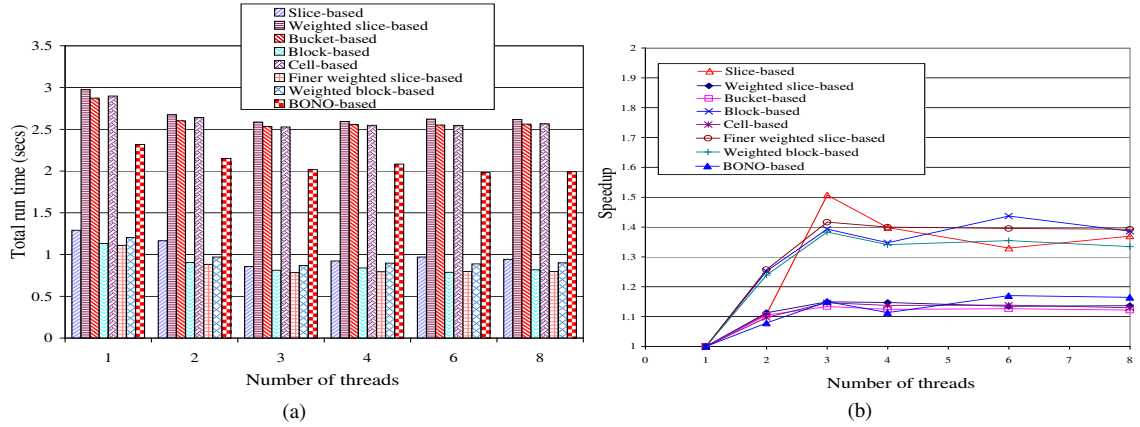 Slice-based
Weighted slice-based
Bucket-based
Block-based
Cell-based
Finer weighted slice-based
Weighted block-based
BONO-based
Total run time (secs)
3.5
3
2.5
2
1.5
1
0.5
0
1 2 3 4 6 8
Number of threads
(a)
Speedup
2
1.9
1.8
1.7
1.6
1.5
1.4
1.3
1.2
1.1
1
Slice-based
Weighted slice-based
Bucket-based
Block-based
Cell-based
Finer weighted slice-based
Weighted block-based
BONO-based
0 1 2 3 4 5 6 7 8
Number of threads
(b)